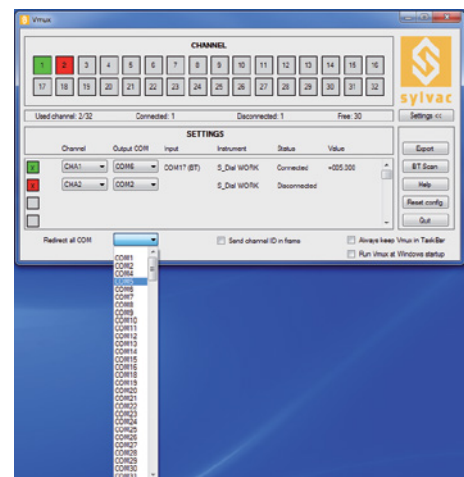 Vmux
CHANNEL
1 2 3 4 5 6 7 8 9 10 11 12 13 14 15 16
17 18 19 20 21 22 23 24 25 26 27 28 29 30 31 32
sylvac
Used channel: 2/32 Connected: 1 Disconnected: 1 Free: 30 Settings <<
SETTINGS
Channel Output COM Input Instrument Status Value
Export
CHA1 COM6 COM17 (BT) S_Dial WORK Connected +005.308
BT Scan
CHA2 COM2 S_Dial WORK Disconnected
Help
Reset config
Quit
Redirect all COM Send channel ID in frame Always keep Vmux in TaskBar
Run Vmux at Windows startup
COM1
COM2
COM4
COM5
COM6
COM7
COM8
COM9
COM10
COM11
COM12
COM13
COM14
COM15
COM16
COM18
COM19
COM20
COM21
COM22
COM23
COM24
COM25
COM26
COM27
COM28
COM29
COM30
COM31